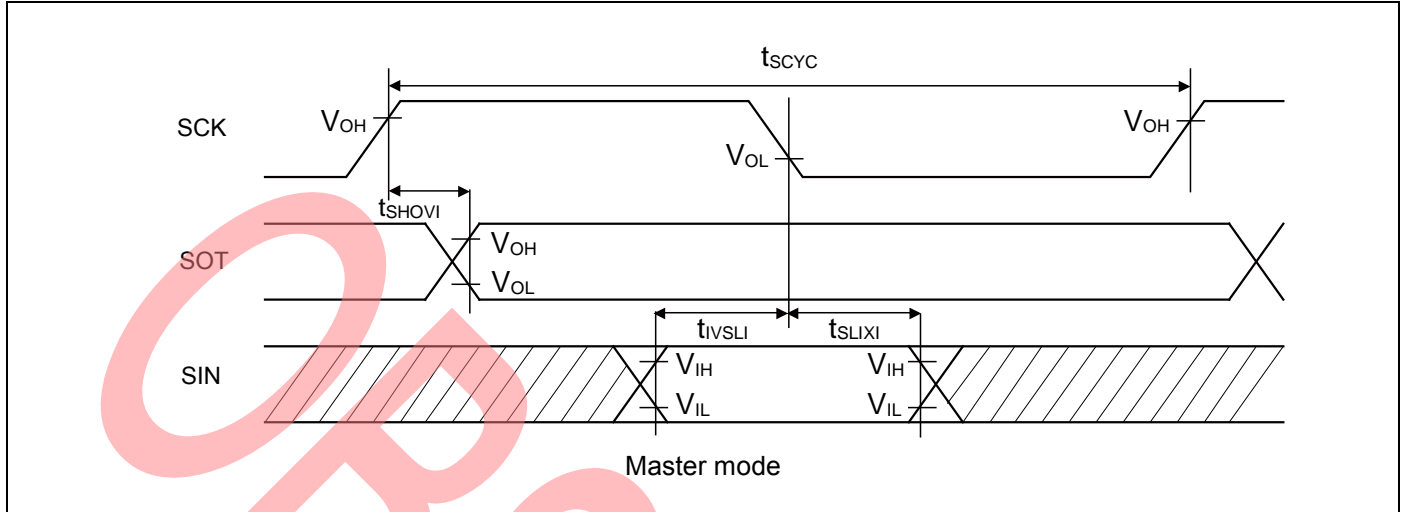 tSCYC
SCK
VOH
VOL
VOH
tSHOVI
SOT
VOH
VOL
tIVSLI
tSLIXI
SIN
VIH
VIL
VIH
VIL
Master mode